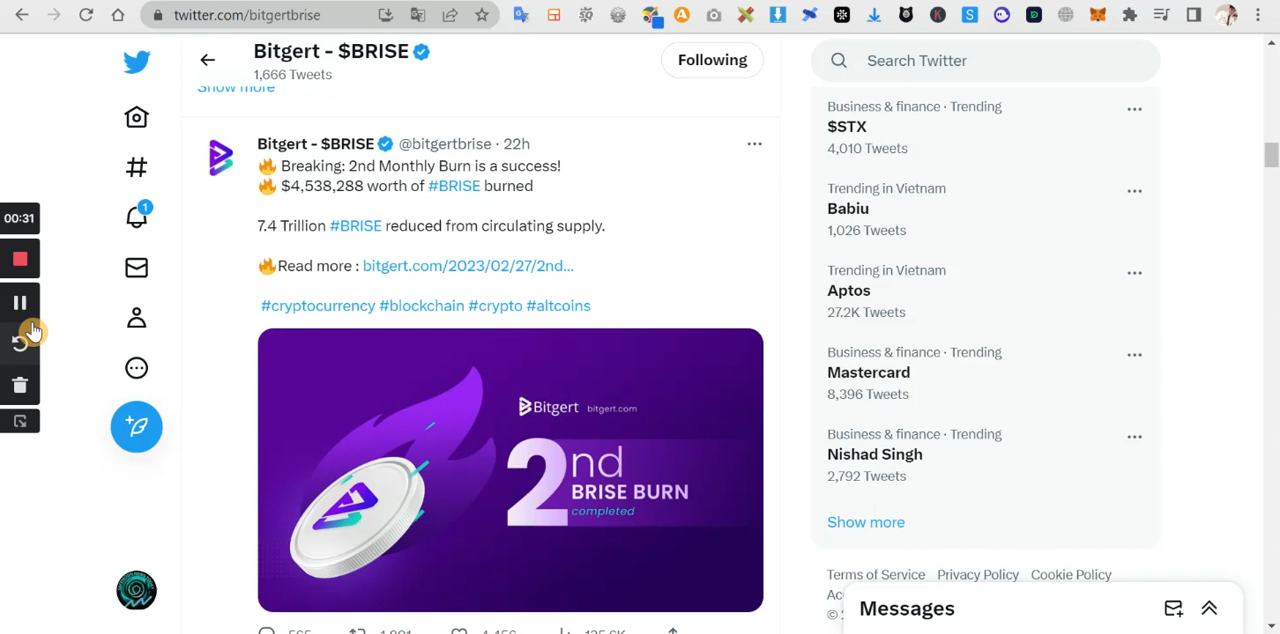 twitter.com/bitgertbrise
Bitgert - $BRISE
1,666 Tweets
Following
Search Twitter
Show more
Bitgert - $BRISE @bitgertbrise · 22h
🔥 Breaking: 2nd Monthly Burn is a success!
🔥 $4,538,288 worth of #BRISE burned
7.4 Trillion #BRISE reduced from circulating supply.
🔥Read more : bitgert.com/2023/02/27/2nd...
#cryptocurrency #blockchain #crypto #altcoins
Bitgert bitgert.com
2nd
BRISE BURN
completed
00:31
1
Business & finance · Trending
$STX
4,010 Tweets
Trending in Vietnam
Babiu
1,026 Tweets
Trending in Vietnam
Aptos
27.2K Tweets
Business & finance · Trending
Mastercard
8,396 Tweets
Business & finance · Trending
Nishad Singh
2,792 Tweets
Show more
Terms of Service Privacy Policy Cookie Policy
Messages